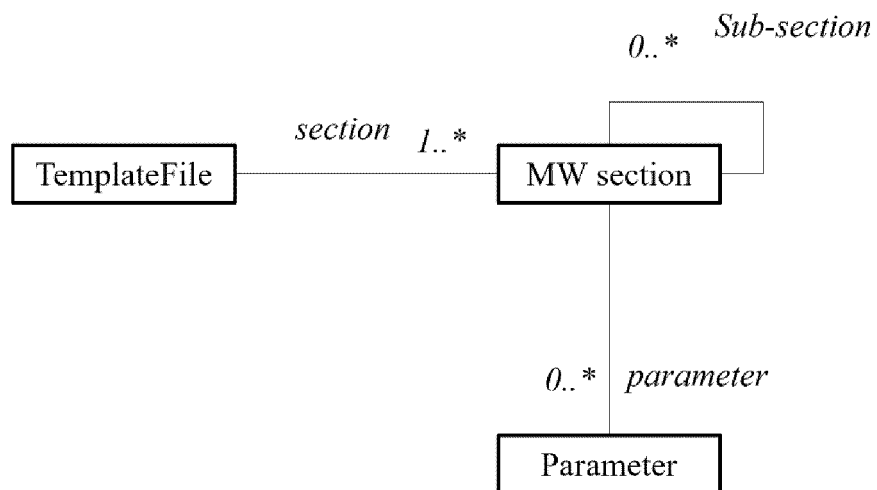 Sub-section
0..*
section
1..*
TemplateFile
MW section
0..* parameter
Parameter